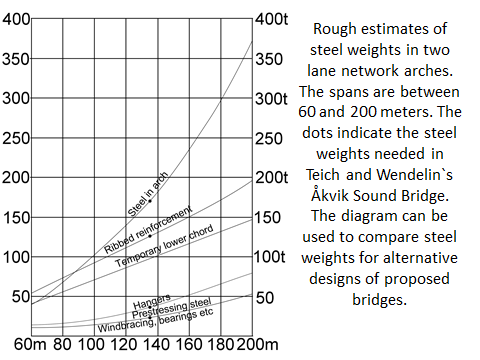 400
350
300
250
200
150
100
50
400t
350
300t
250
200t
150
100t
50
Steel in arch
Ribbed reinforcement
Temporary lower chord
Hangers
Prestressing steel
Windbracing, bearings etc
60m 80 100 120 140 160 180 200m
Rough estimates of
steel weights in two
lane network arches.
The spans are between
60 and 200 meters. The
dots indicate the steel
weights needed in
Teich and Wendelin`s
Åkvik Sound Bridge.
The diagram can be
used to compare steel
weights for alternative
designs of proposed
bridges.